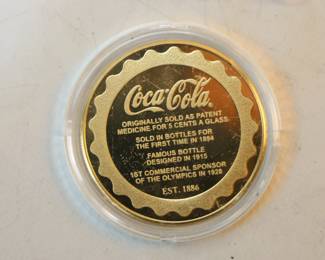 Coca-Cola®
ORIGINALLY SOLD AS PATENT
MEDICINE FOR 5 CENTS A GLASS
SOLD IN BOTTLES FOR
THE FIRST TIME IN 1894
FAMOUS BOTTLE
DESIGNED IN 1915
1ST COMMERCIAL SPONSOR
OF THE OLYMPICS IN 1928
EST. 1886